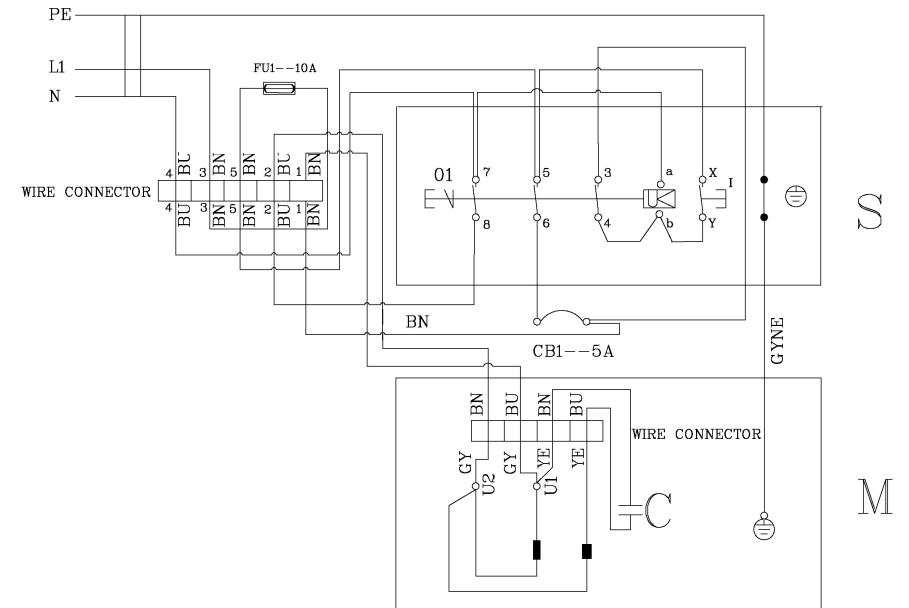 PE
L1
FU1--10A
N
BU BN BN BU BN
4 3 5 2 1
WIRE CONNECTOR
4 3 5 2 1
BU BN BN BU BN
7 5 3 a X
O1 I
8 6 4 b Y
S
BN
CB1--5A
GYNE
BN BU BN BU
WIRE CONNECTOR
GY GY YE YE
U2 U1
C
M